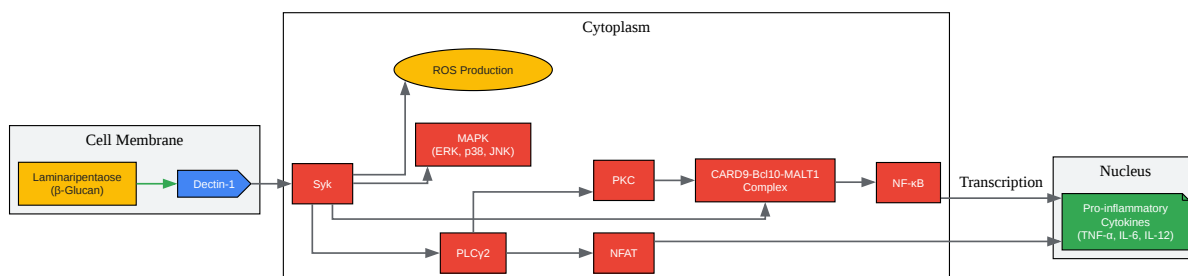 Cytoplasm
ROS Production
Cell Membrane
Laminaripentaose
(β-Glucan)
Dectin-1
Syk
MAPK
(ERK, p38, JNK)
PKC
CARD9-Bcl10-MALT1
Complex
NF-κB
PLCγ2
NFAT
Transcription
Nucleus
Pro-inflammatory
Cytokines
(TNF-α, IL-6, IL-12)